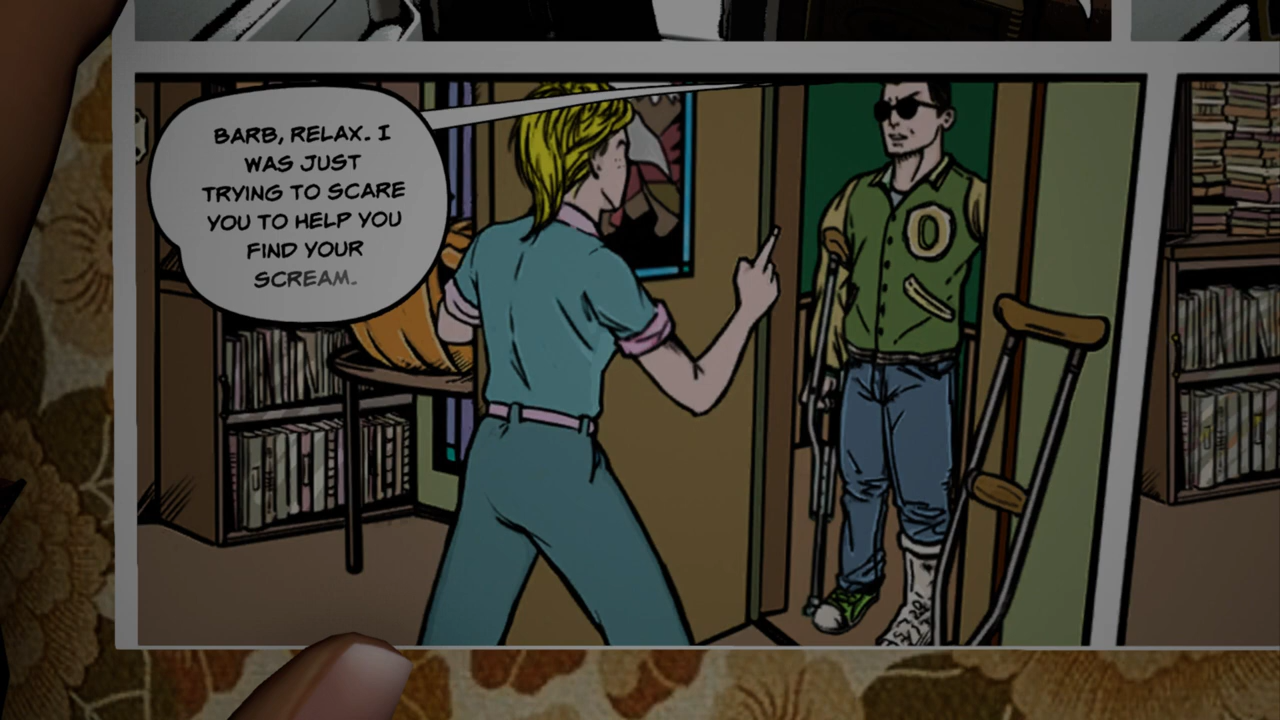 BARB, RELAX. I
WAS JUST
TRYING TO SCARE
YOU TO HELP YOU
FIND YOUR
SCREAM.
O